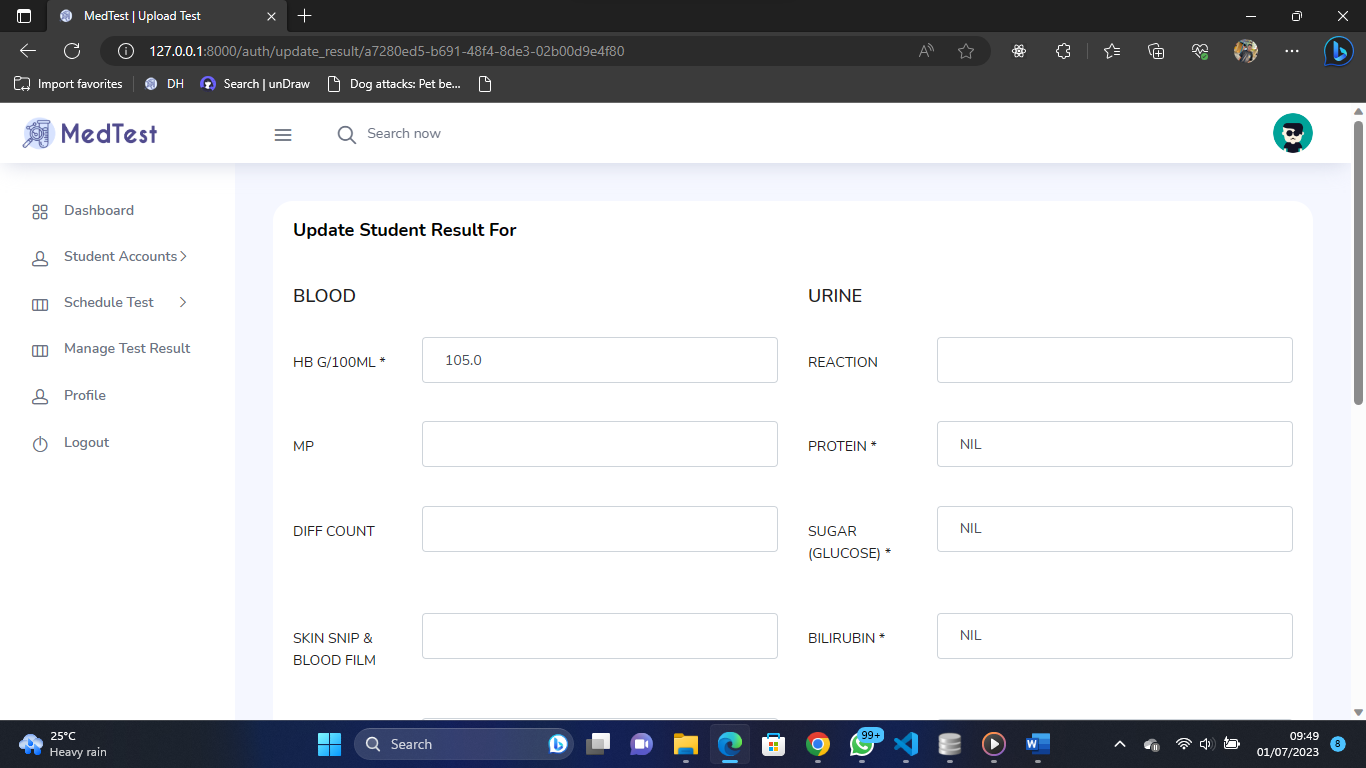 MedTest | Upload Test
127.0.0.1:8000/auth/update_result/a7280ed5-b691-48f4-8de3-02b00d9e4f80
Import favorites
DH
Search | unDraw
Dog attacks: Pet be...
MedTest
Search now
Dashboard
Student Accounts
Schedule Test
Manage Test Result
Profile
Logout
Update Student Result For
BLOOD
URINE
HB G/100ML *
105.0
REACTION
MP
PROTEIN *
NIL
DIFF COUNT
SUGAR
(GLUCOSE) *
NIL
SKIN SNIP &
BLOOD FILM
BILIRUBIN *
NIL
25°C
Heavy rain
Search
99+
09:49
01/07/2023
8